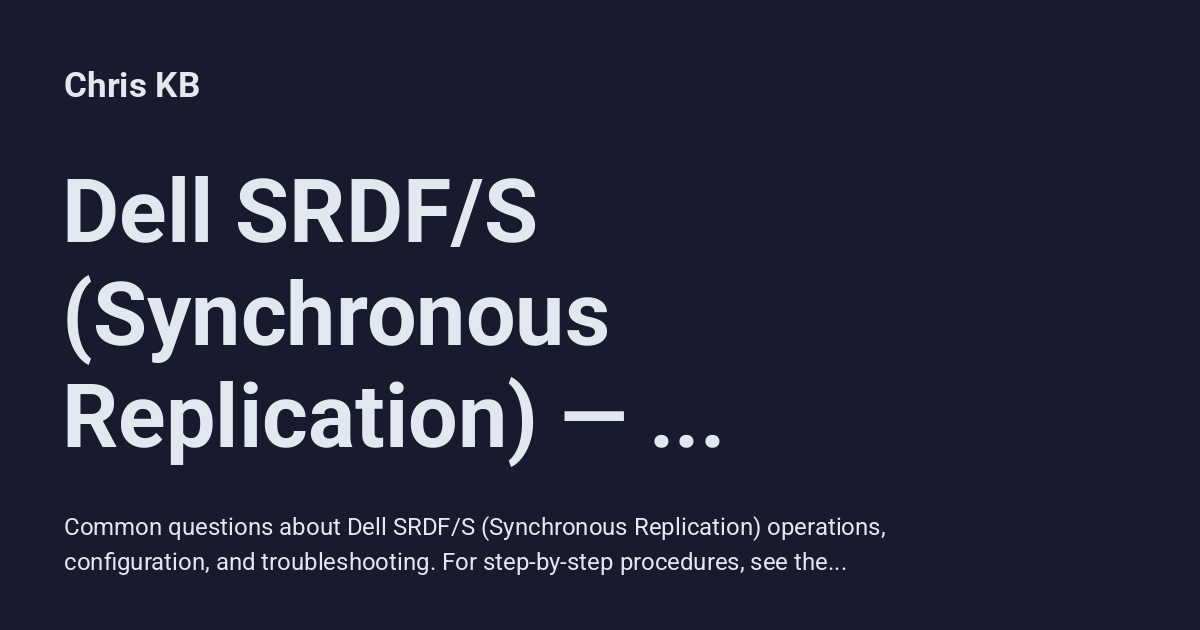 Chris KB
Dell SRDF/S
(Synchronous
Replication) — ...
Common questions about Dell SRDF/S (Synchronous Replication) operations,
configuration, and troubleshooting. For step-by-step procedures, see the...